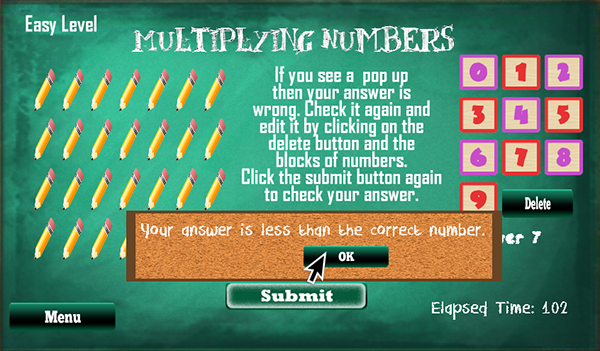 Easy Level
MULTIPLYING NUMBERS
If you see a pop up
then your answer is
wrong. Check it again and
edit it by clicking on the
delete button and the
blocks of numbers.
Click the submit button again
to check your answer.
0 1 2
3 4 5
6 7 8
9
Delete
Your answer is less than the correct number.
7
OK
Submit
Menu
Elapsed Time: 102